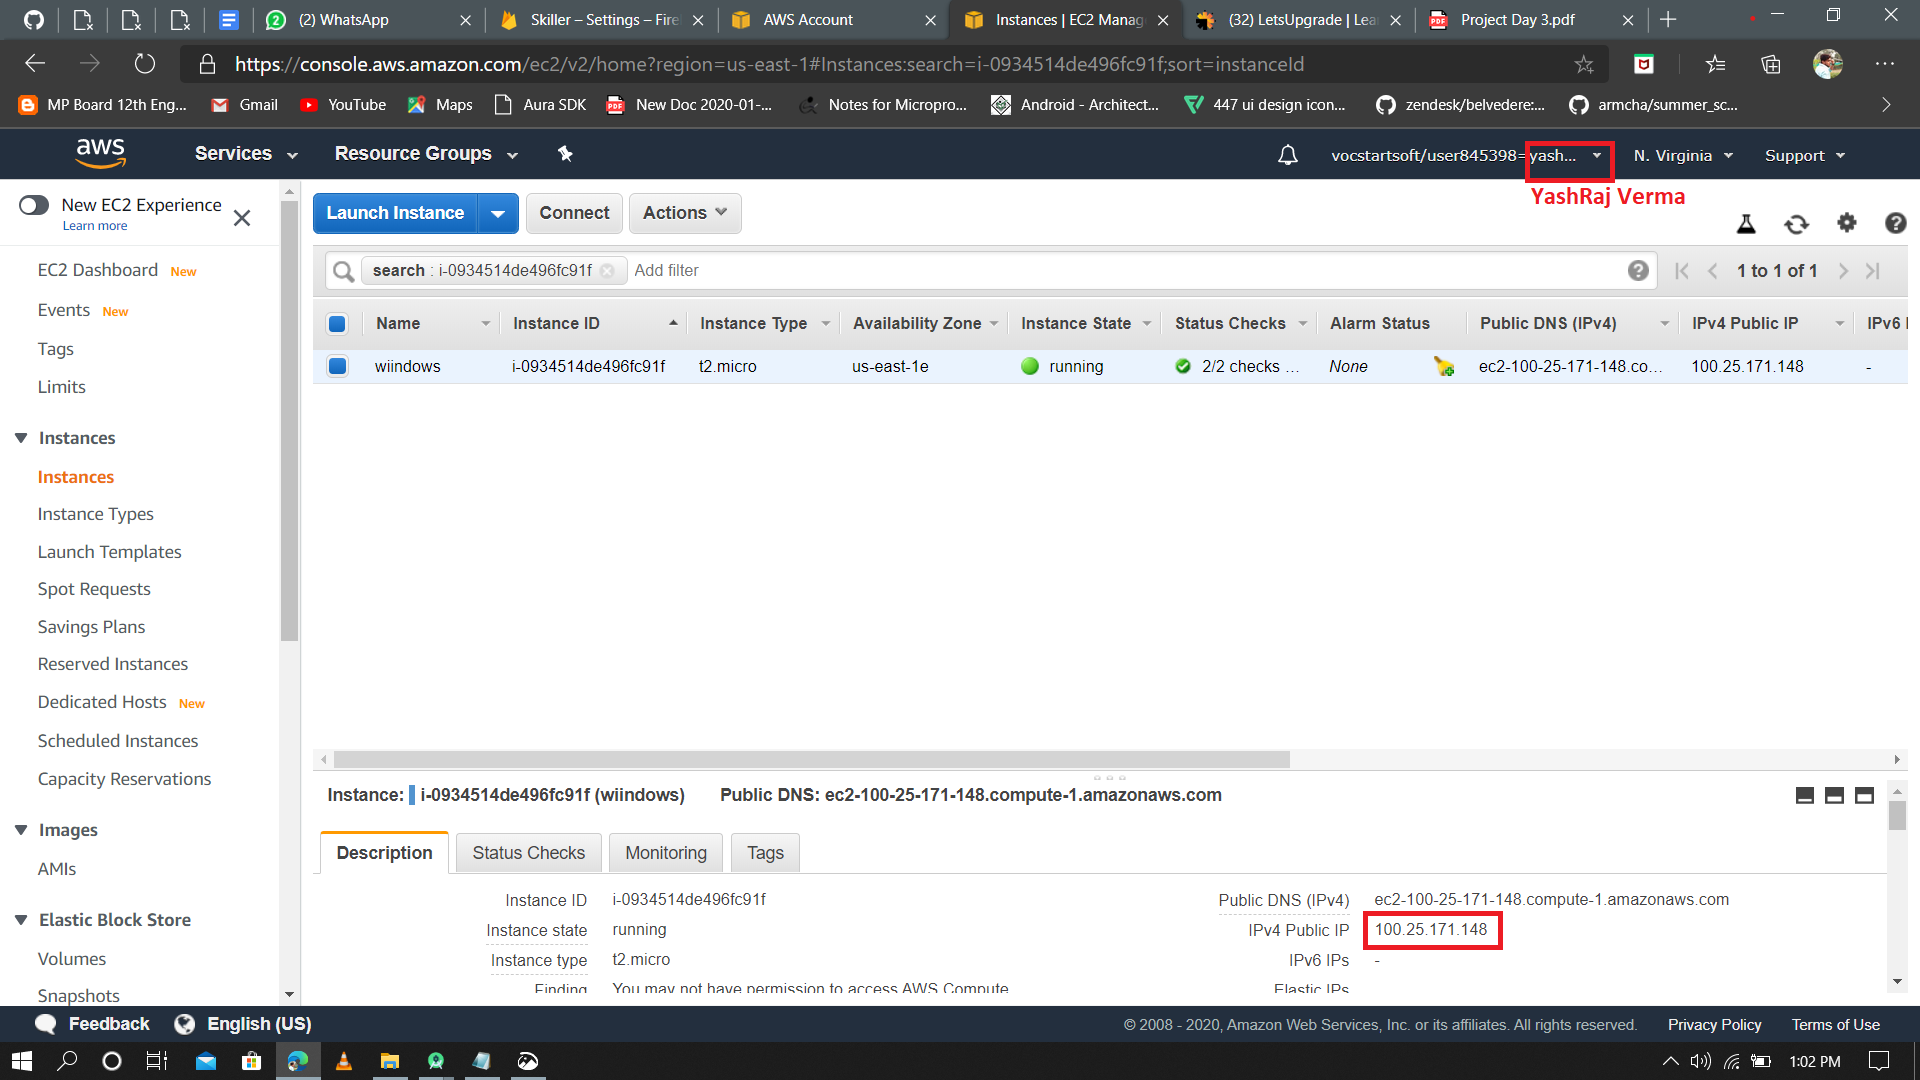 (2) WhatsApp
Skiller – Settings – Fire
AWS Account
Instances | EC2 Manag
(32) LetsUpgrade | Lea
Project Day 3.pdf
https://console.aws.amazon.com/ec2/v2/home?region=us-east-1#Instances:search=i-0934514de496fc91f;sort=instanceId
MP Board 12th Eng...
Gmail
YouTube
Maps
Aura SDK
New Doc 2020-01-...
Notes for Micropro...
Android - Architect...
447 ui design icon...
zendesk/belvedere:...
armcha/summer_sc...
aws
Services
Resource Groups
vocstartsoft/user845398=yash...
N. Virginia
Support
YashRaj Verma
New EC2 Experience
Learn more
EC2 Dashboard New
Events New
Tags
Limits
Instances
Instances
Instance Types
Launch Templates
Spot Requests
Savings Plans
Reserved Instances
Dedicated Hosts New
Scheduled Instances
Capacity Reservations
Images
AMIs
Elastic Block Store
Volumes
Snapshots
Launch Instance
Connect
Actions
search : i-0934514de496fc91f
Add filter
1 to 1 of 1
Name Instance ID Instance Type Availability Zone Instance State Status Checks Alarm Status Public DNS (IPv4) IPv4 Public IP IPv6
wiindows i-0934514de496fc91f t2.micro us-east-1e running 2/2 checks ... None ec2-100-25-171-148.co... 100.25.171.148 -
Instance: i-0934514de496fc91f (wiindows) Public DNS: ec2-100-25-171-148.compute-1.amazonaws.com
Description
Status Checks
Monitoring
Tags
Instance ID i-0934514de496fc91f
Instance state running
Instance type t2.micro
Finding You may not have permission to access AWS Compute
Public DNS (IPv4) ec2-100-25-171-148.compute-1.amazonaws.com
IPv4 Public IP 100.25.171.148
IPv6 IPs -
Elastic IPs
Feedback
English (US)
© 2008 - 2020, Amazon Web Services, Inc. or its affiliates. All rights reserved.
Privacy Policy
Terms of Use
1:02 PM